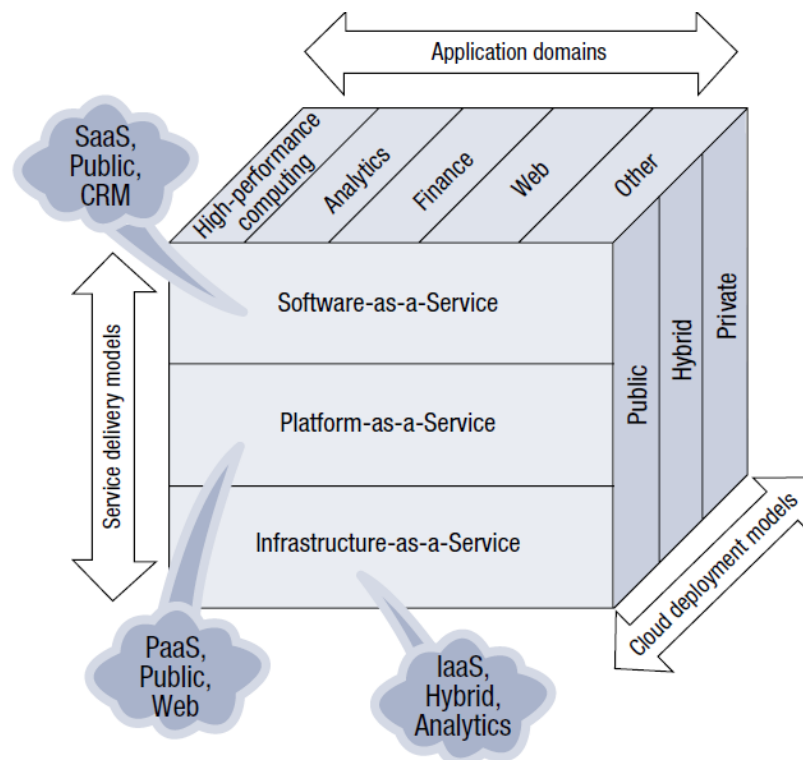 Application domains
SaaS,
Public,
CRM
High-performance
computing
Analytics
Finance
Web
Other
Service delivery models
Software-as-a-Service
Platform-as-a-Service
Infrastructure-as-a-Service
Public
Hybrid
Private
Cloud deployment models
PaaS,
Public,
Web
IaaS,
Hybrid,
Analytics